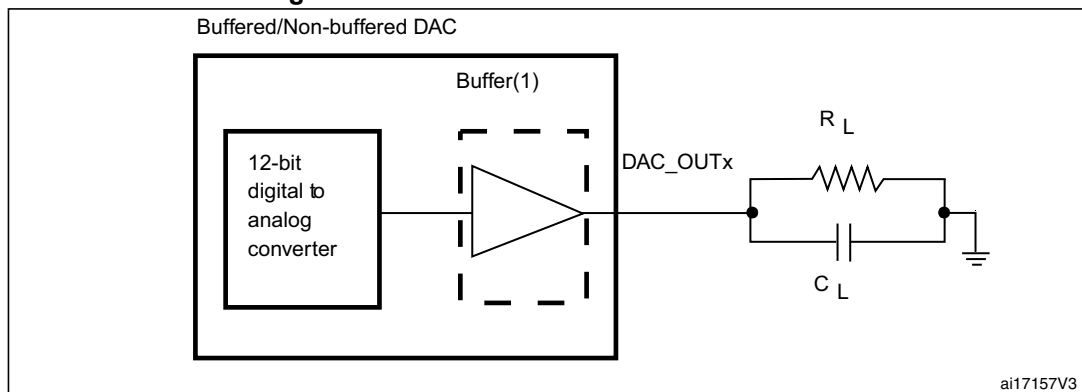 Buffered/Non-buffered DAC
Buffer(1)
12-bit
digital to
analog
converter
DAC_OUTx
R L
C L
ai17157V3